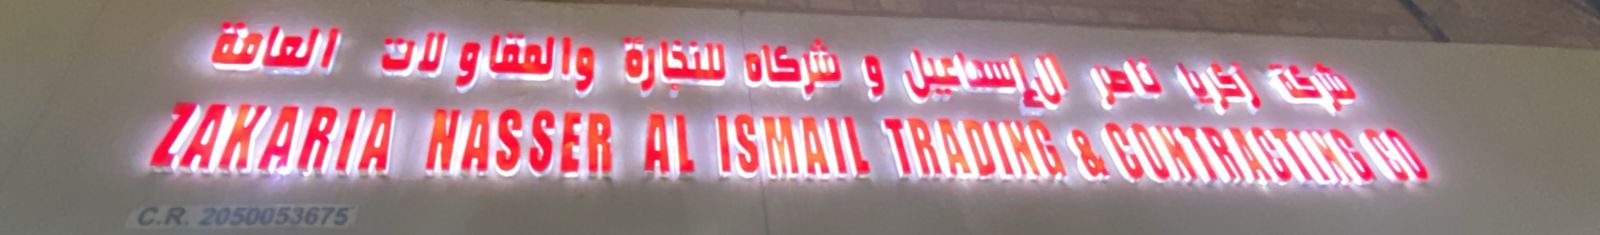 شركة زكريا ناصر الإسماعيل و شركاه للتجارة والمقاولات العامة
ZAKARIA NASSER AL ISMAIL TRADING & CONTRACTING CO
C.R. 2050053675